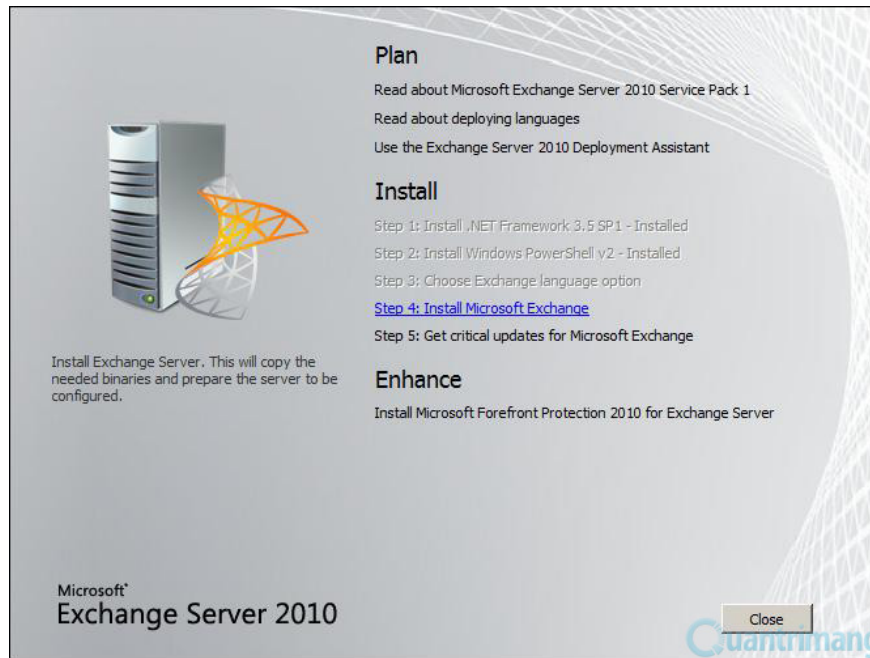 Plan
Read about Microsoft Exchange Server 2010 Service Pack 1
Read about deploying languages
Use the Exchange Server 2010 Deployment Assistant
Install
Step 1: Install .NET Framework 3.5 SP1 - Installed
Step 2: Install Windows PowerShell v2 - Installed
Step 3: Choose Exchange language option
Step 4: Install Microsoft Exchange
Step 5: Get critical updates for Microsoft Exchange
Install Exchange Server. This will copy the
needed binaries and prepare the server to be
configured.
Enhance
Install Microsoft Forefront Protection 2010 for Exchange Server
Microsoft®
Exchange Server 2010
Close
Quantrimang